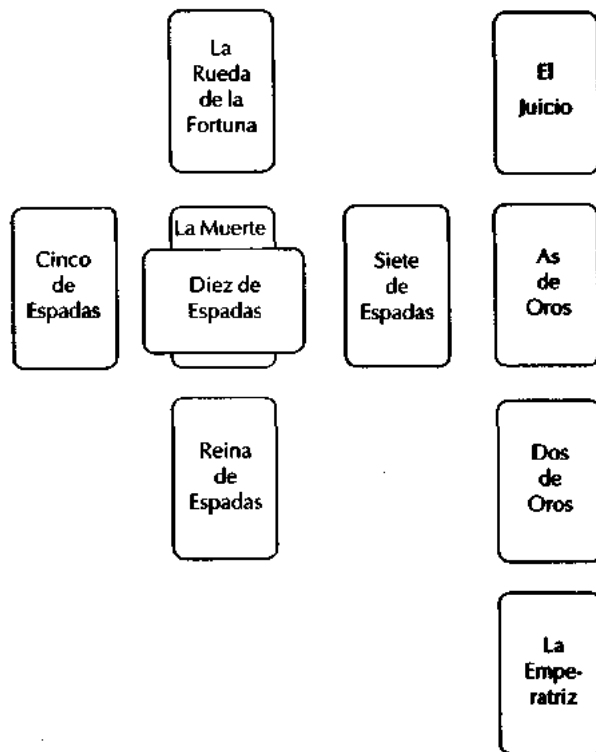 La
Rueda
de la
Fortuna
El
Juicio
La Muerte
Cinco
de
Espadas
Diez de
Espadas
Siete
de
Espadas
As
de
Oros
Reina
de
Espadas
Dos
de
Oros
La
Empe-
ratriz